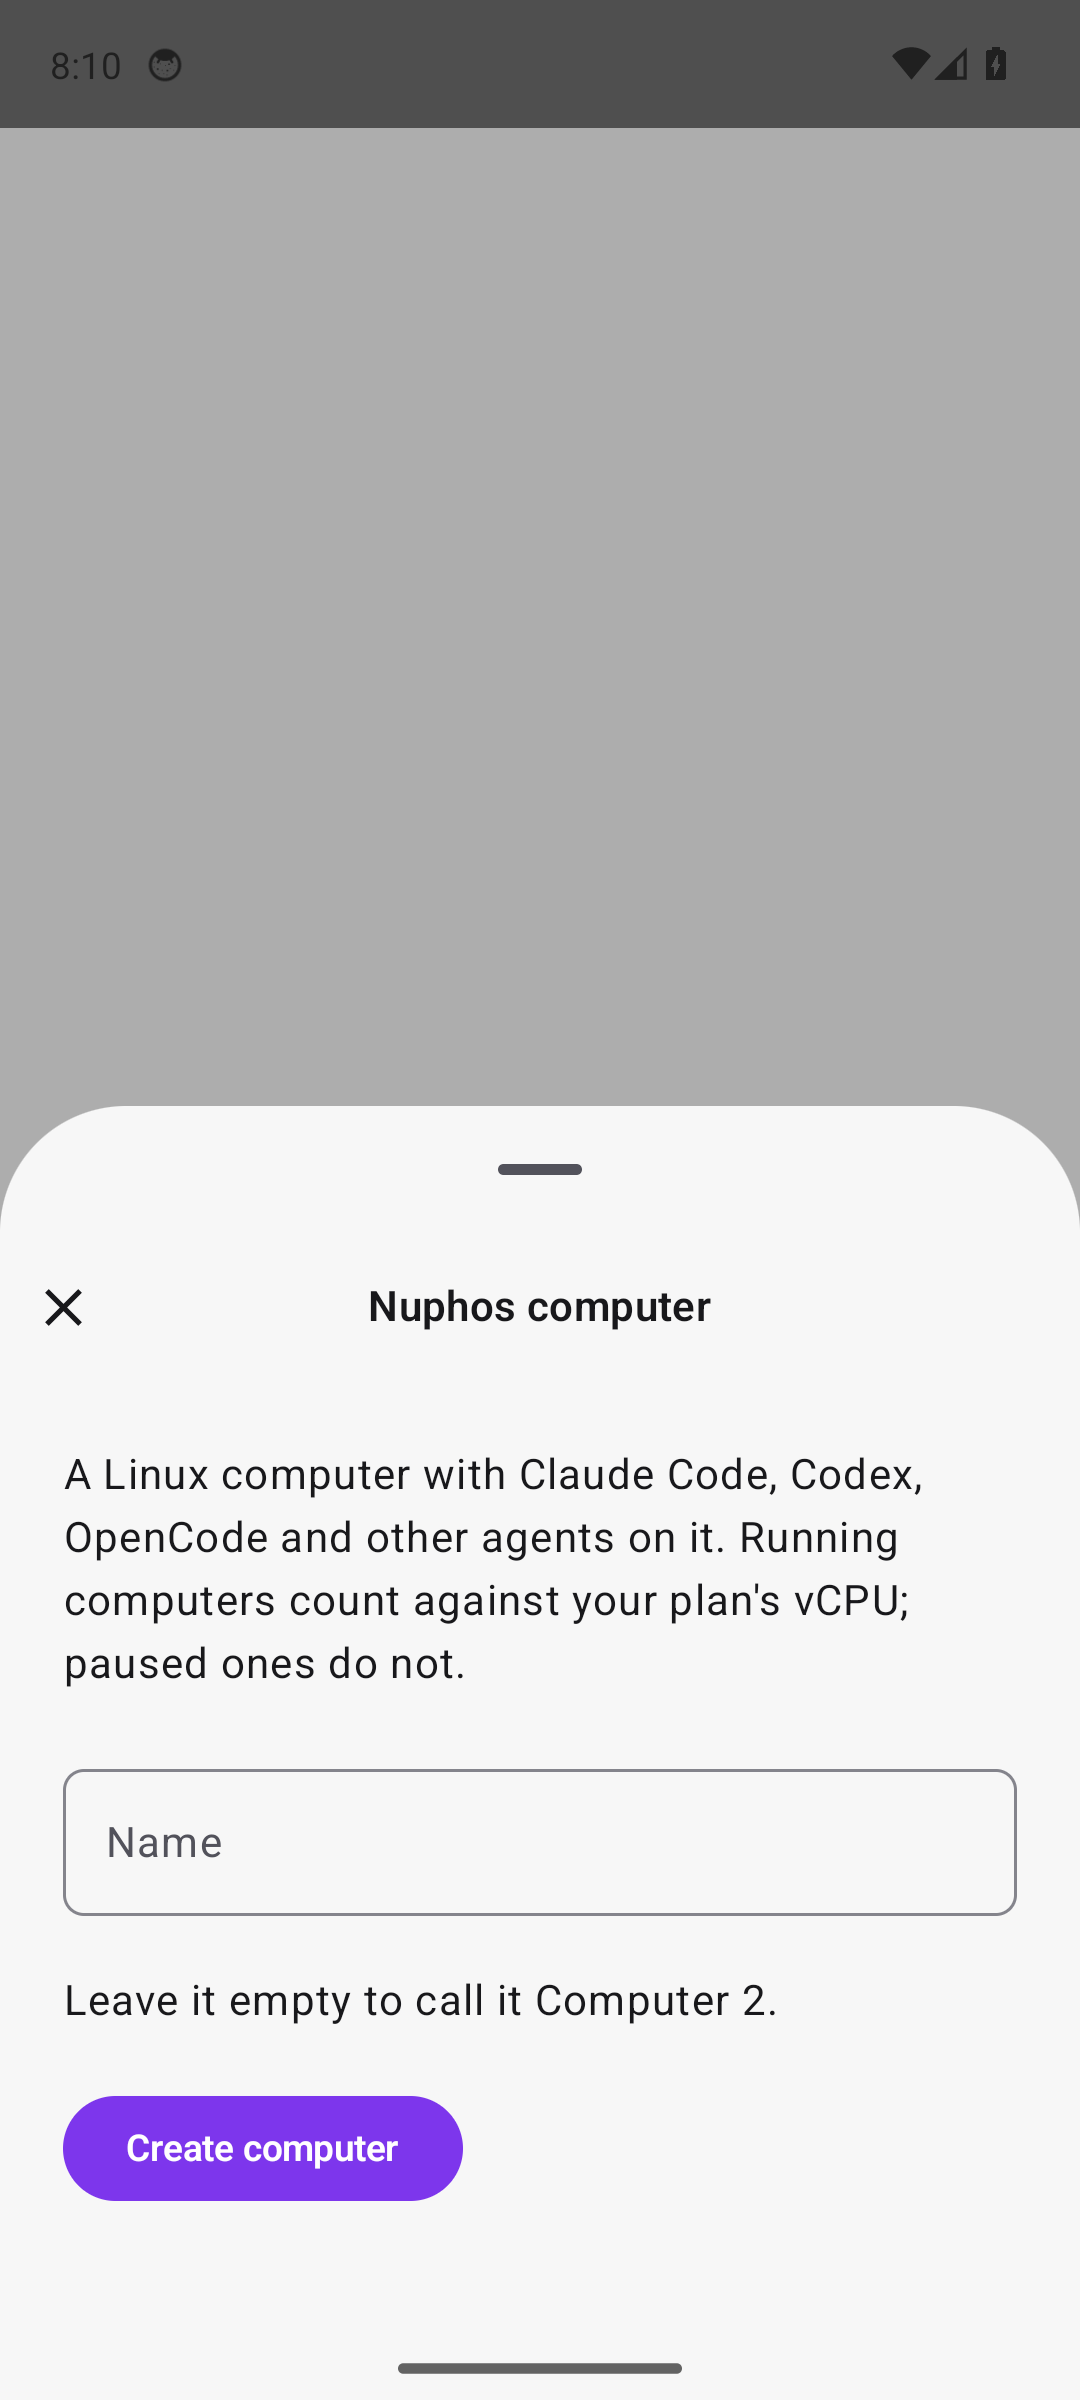 8:10
Nuphos computer
A Linux computer with Claude Code, Codex,
OpenCode and other agents on it. Running
computers count against your plan's vCPU;
paused ones do not.
Name
Leave it empty to call it Computer 2.
Create computer